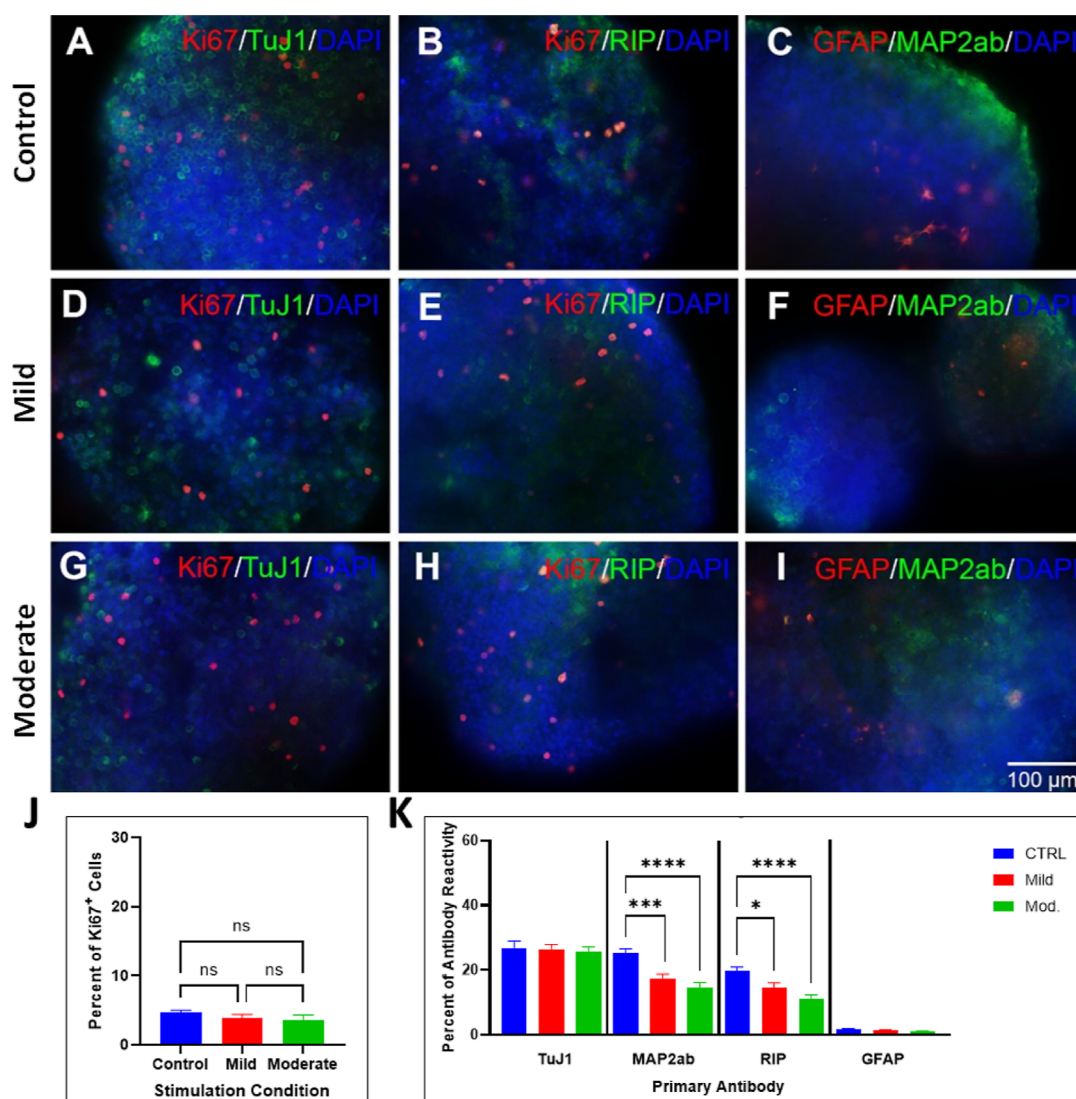 Control
A Ki67/TuJ1/DAPI
B Ki67/RIP/DAPI
C GFAP/MAP2ab/DAPI
Mild
D Ki67/TuJ1/DAPI
E Ki67/RIP/DAPI
F GFAP/MAP2ab/DAPI
Moderate
G Ki67/TuJ1/DAPI
H Ki67/RIP/DAPI
I GFAP/MAP2ab/DAPI
100 μm
J
Percent of Ki67+ Cells
30
20
10
0
ns
ns
ns
Control Mild Moderate
Stimulation Condition
K
Percent of Antibody Reactivity
60
40
20
0
****
***
****
*
TuJ1 MAP2ab RIP GFAP
Primary Antibody
CTRL
Mild
Mod.